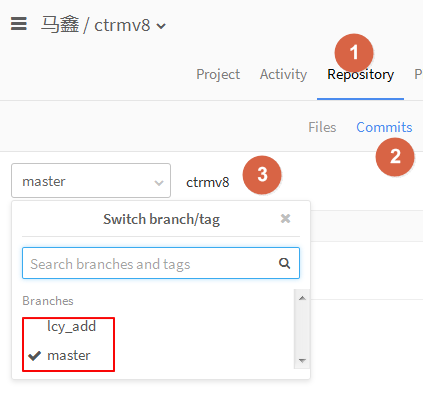 马鑫 / ctrmv8
1
Project Activity Repository P
Files Commits
2
master ctrmv8 3
Switch branch/tag
Search branches and tags
Branches
lcy_add
master